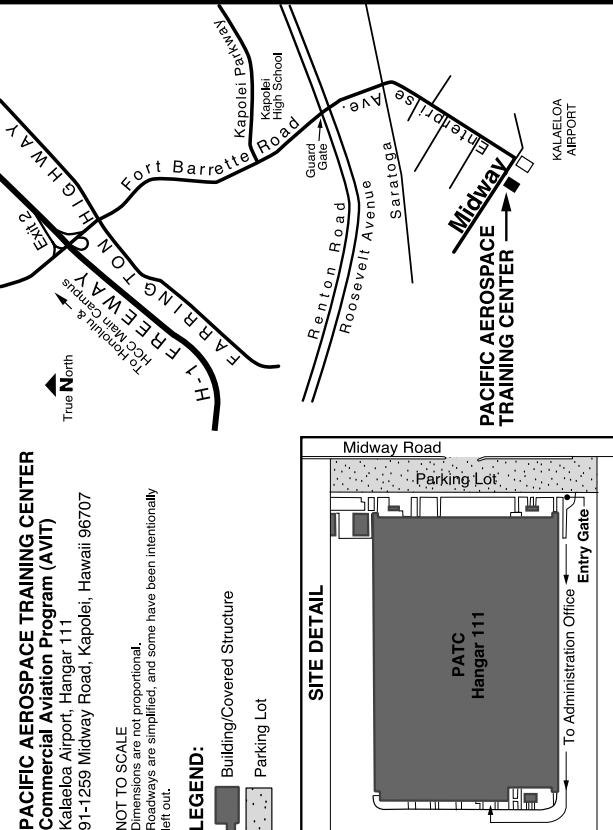 PACIFIC AEROSPACE TRAINING CENTER
Commercial Aviation Program (AVIT)
Kalaeloa Airport, Hangar 111
91-1259 Midway Road, Kapolei, Hawaii 96707
NOT TO SCALE
Dimensions are not proportional.
Roadways are simplified, and some have been intentionally
left out.
LEGEND:
Building/Covered Structure
Parking Lot
True North
To Honolulu &
HCC Main Campus
Exit 2
H-1 FREEWAY
FARRINGTON HIGHWAY
Fort Barrette Road
Kapolei Parkway
Kapolei
High School
Guard
Gate
Renton Road
Roosevelt Avenue
Saratoga
Enterprise Ave.
Midway
PACIFIC AEROSPACE
TRAINING CENTER
KALAELOA
AIRPORT
SITE DETAIL
Midway Road
Parking Lot
PATC
Hangar 111
Entry Gate
To Administration Office